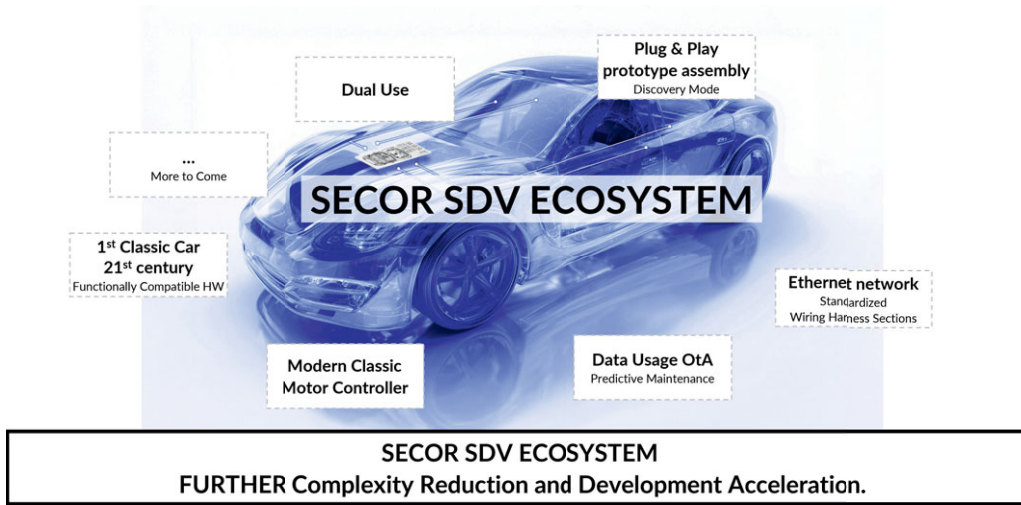 Dual Use
Plug & Play
prototype assembly
Discovery Mode
...
More to Come
SECOR SDV ECOSYSTEM
1st Classic Car
21st century
Functionally Compatible HW
Ethernet network
Standardized
Wiring Harness Sections
Modern Classic
Motor Controller
Data Usage OtA
Predictive Maintenance
SECOR SDV ECOSYSTEM
FURTHER Complexity Reduction and Development Acceleration.